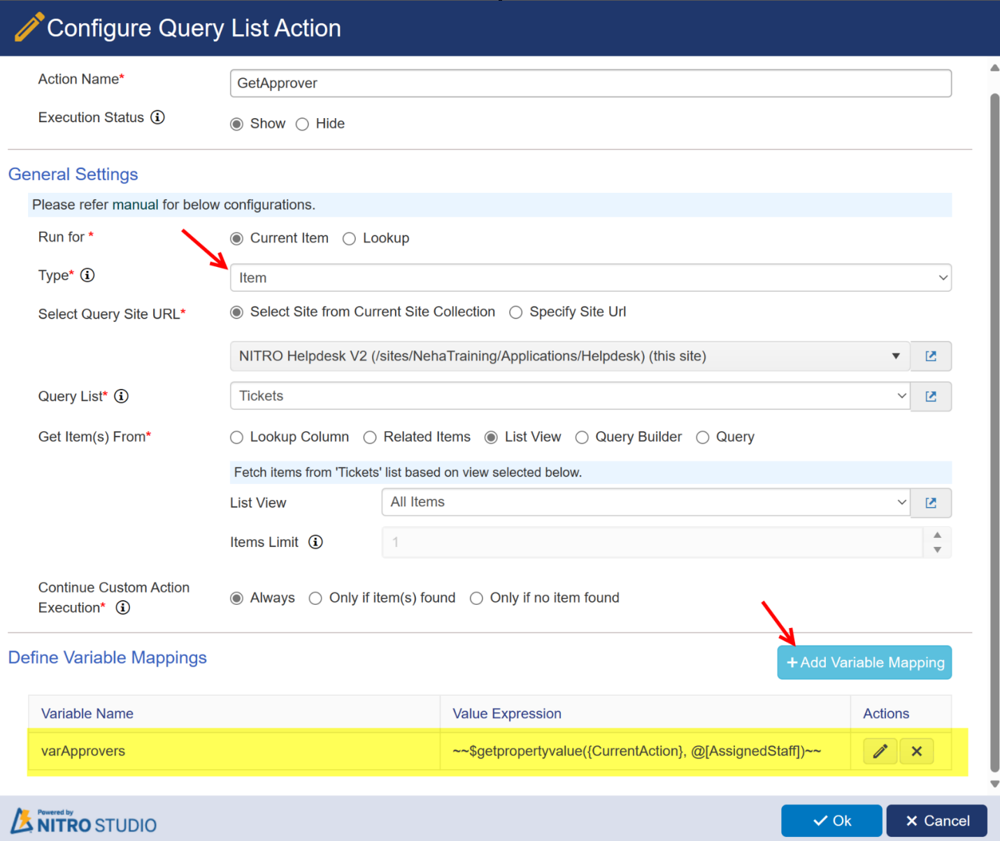 Configure Query List Action
Action Name*
GetApprover
Execution Status
Show Hide
General Settings
Please refer manual for below configurations.
Run for *
Current Item Lookup
Type*
Item
Select Query Site URL*
Select Site from Current Site Collection Specify Site Url
NITRO Helpdesk V2 (/sites/NehaTraining/Applications/Helpdesk) (this site)
Query List*
Tickets
Get Item(s) From*
Lookup Column Related Items List View Query Builder Query
Fetch items from 'Tickets' list based on view selected below.
List View
All Items
Items Limit
1
Continue Custom Action
Execution*
Always Only if item(s) found Only if no item found
Define Variable Mappings
+ Add Variable Mapping
Variable Name Value Expression Actions
varApprovers ~~$getpropertyvalue({CurrentAction}, @[AssignedStaff])~~
Powered by
NITRO STUDIO
Ok Cancel